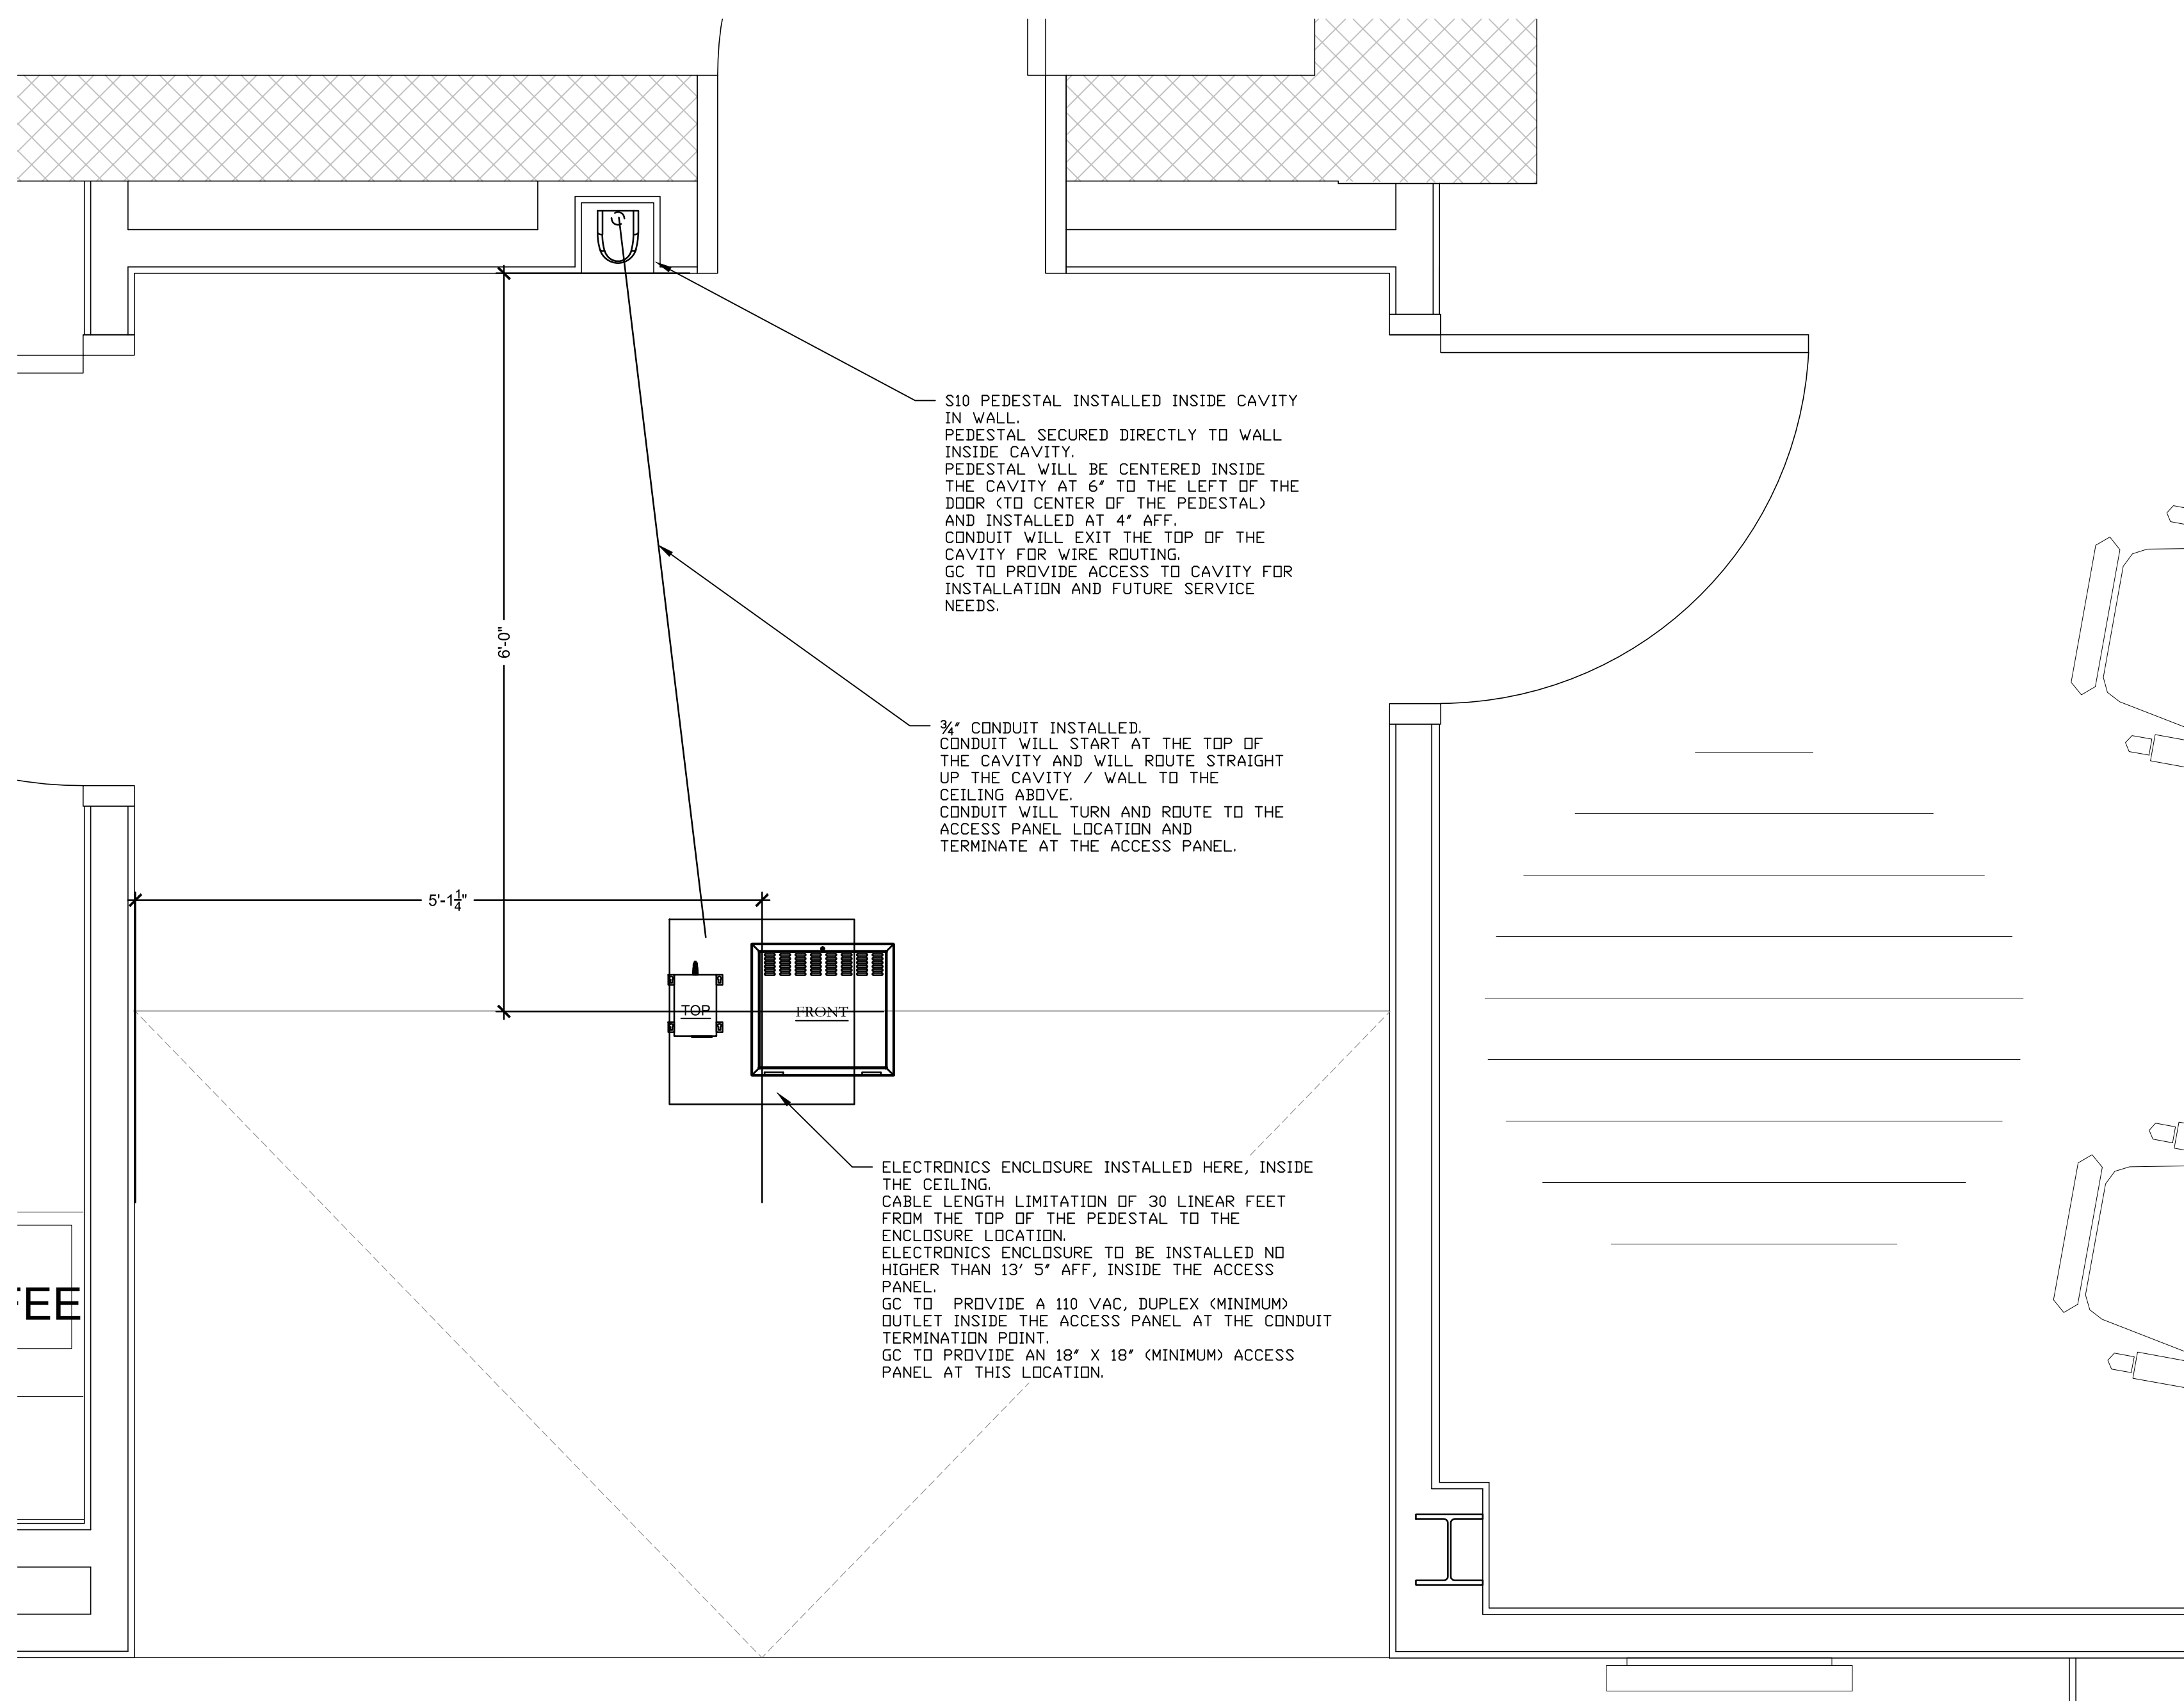 S10 PEDESTAL INSTALLED INSIDE CAVITY
IN WALL.
PEDESTAL SECURED DIRECTLY TO WALL
INSIDE CAVITY.
PEDESTAL WILL BE CENTERED INSIDE
THE CAVITY AT 6" TO THE LEFT OF THE
DOOR (TO CENTER OF THE PEDESTAL)
AND INSTALLED AT 4" AFF.
CONDUIT WILL EXIT THE TOP OF THE
CAVITY FOR WIRE ROUTING.
GC TO PROVIDE ACCESS TO CAVITY FOR
INSTALLATION AND FUTURE SERVICE
NEEDS.
6'-0"
¾" CONDUIT INSTALLED.
CONDUIT WILL START AT THE TOP OF
THE CAVITY AND WILL ROUTE STRAIGHT
UP THE CAVITY / WALL TO THE
CEILING ABOVE.
CONDUIT WILL TURN AND ROUTE TO THE
ACCESS PANEL LOCATION AND
TERMINATE AT THE ACCESS PANEL.
5'-1¼"
TOP
FRONT
ELECTRONICS ENCLOSURE INSTALLED HERE, INSIDE
THE CEILING.
CABLE LENGTH LIMITATION OF 30 LINEAR FEET
FROM THE TOP OF THE PEDESTAL TO THE
ENCLOSURE LOCATION.
ELECTRONICS ENCLOSURE TO BE INSTALLED NO
HIGHER THAN 13' 5" AFF, INSIDE THE ACCESS
PANEL.
GC TO PROVIDE A 110 VAC, DUPLEX (MINIMUM)
OUTLET INSIDE THE ACCESS PANEL AT THE CONDUIT
TERMINATION POINT.
GC TO PROVIDE AN 18" X 18" (MINIMUM) ACCESS
PANEL AT THIS LOCATION.
FEE